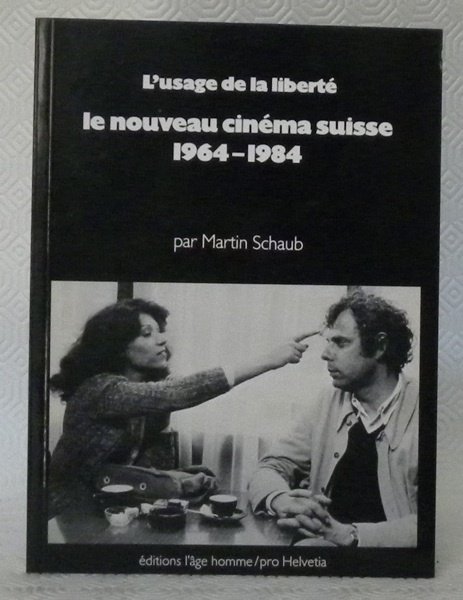 L'usage de la liberté
le nouveau cinéma suisse
1964–1984
par Martin Schaub
éditions l'âge homme/pro Helvetia